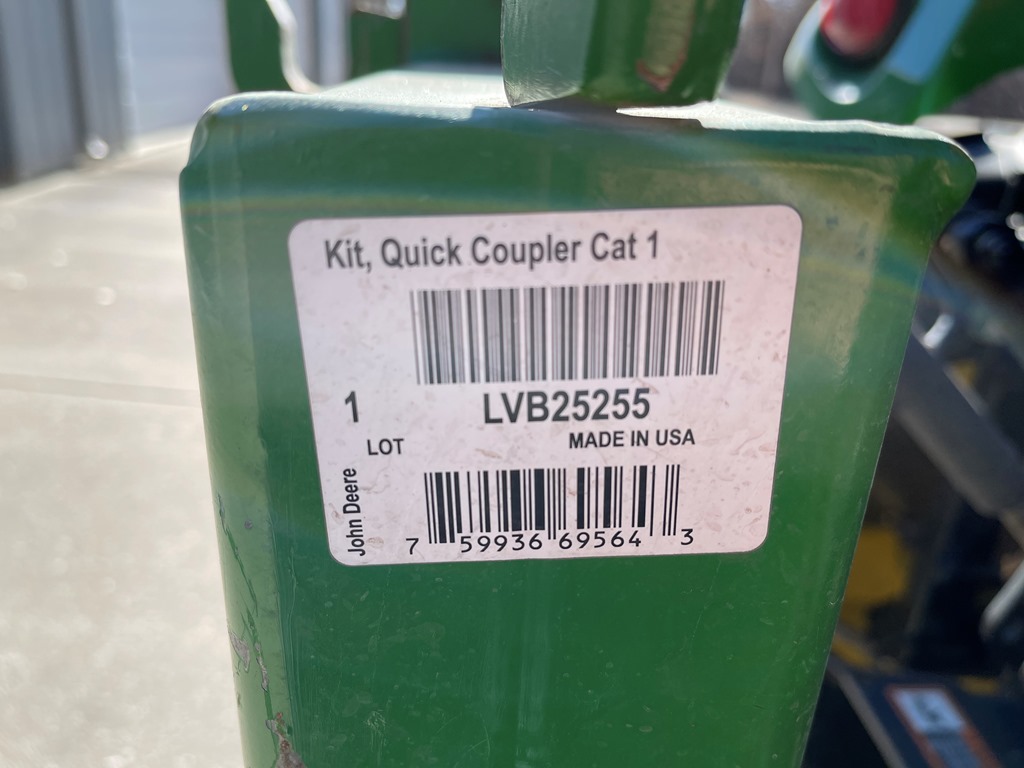 Kit, Quick Coupler Cat 1
1
LVB25255
LOT
MADE IN USA
John Deere
7 59936 69564 3